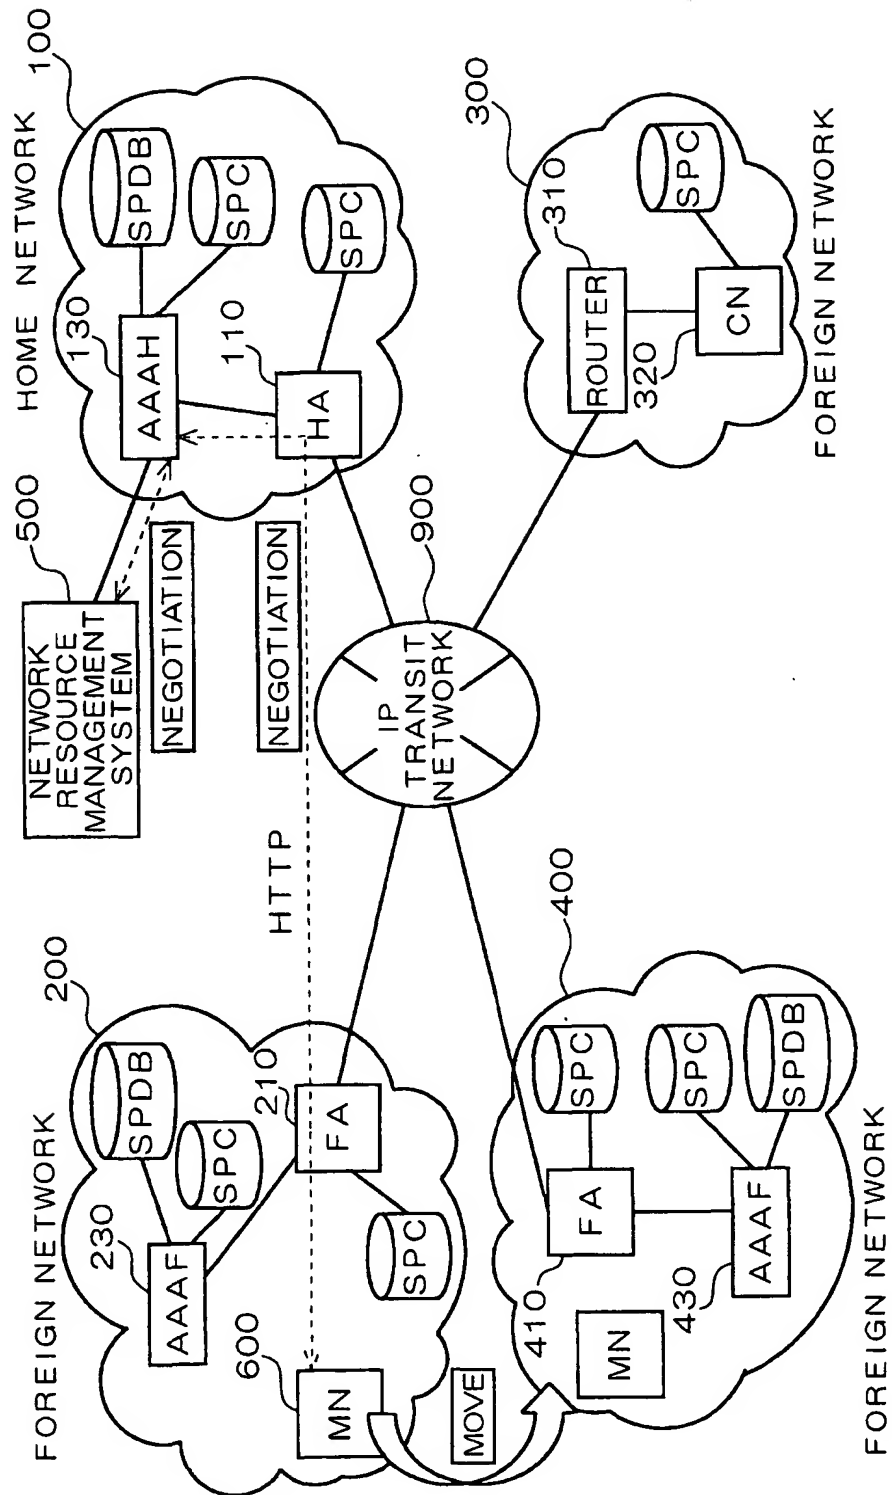 FOREIGN NETWORK
200
230
SPDB
AAAF
SPC
210
FA
SPC
600
MN
MOVE
HTTP
NETWORK
RESOURCE
MANAGEMENT
SYSTEM
500
NEGOTIATION
NEGOTIATION
HOME NETWORK
100
130
AAAH
SPDB
SPC
110
HA
SPC
IP
TRANSIT
NETWORK
900
400
FA
410
SPC
SPC
SPDB
MN
430
AAAF
FOREIGN NETWORK
300
310
ROUTER
SPC
320
CN
FOREIGN NETWORK